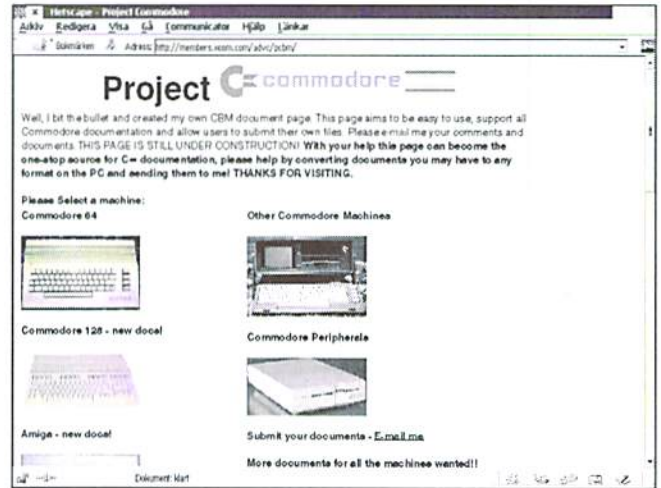 Netscape - Project Commodore
Arkiv Redigera Visa Gå Communicator Hjälp Länkar
Bokmärken Adress: http://members.xoom.com/advc/pcbm/
Project C= commodore
Well, I bit the bullet and created my own CBM document page. This page aims to be easy to use, support all
Commodore documentation and allow users to submit their own files. Please e-mail me your comments and
documents. THIS PAGE IS STILL UNDER CONSTRUCTION! With your help this page can become the
one-stop source for C= documentation, please help by converting documents you may have to any
format on the PC and sending them to me! THANKS FOR VISITING.
Please Select a machine:
Commodore 64
Other Commodore Machines
Commodore 128 - new docs!
Commodore Peripherals
Amiga - new docs!
Submit your documents - E-mail me
More documents for all the machines wanted!!
Dokument: klart